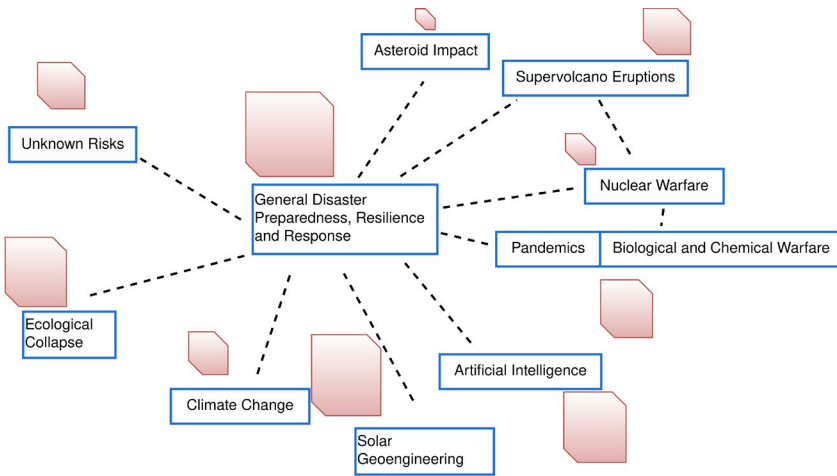 Asteroid Impact
Supervolcano Eruptions
Unknown Risks
Nuclear Warfare
General Disaster
Preparedness, Resilience
and Response
Pandemics
Biological and Chemical Warfare
Ecological
Collapse
Artificial Intelligence
Climate Change
Solar
Geoengineering